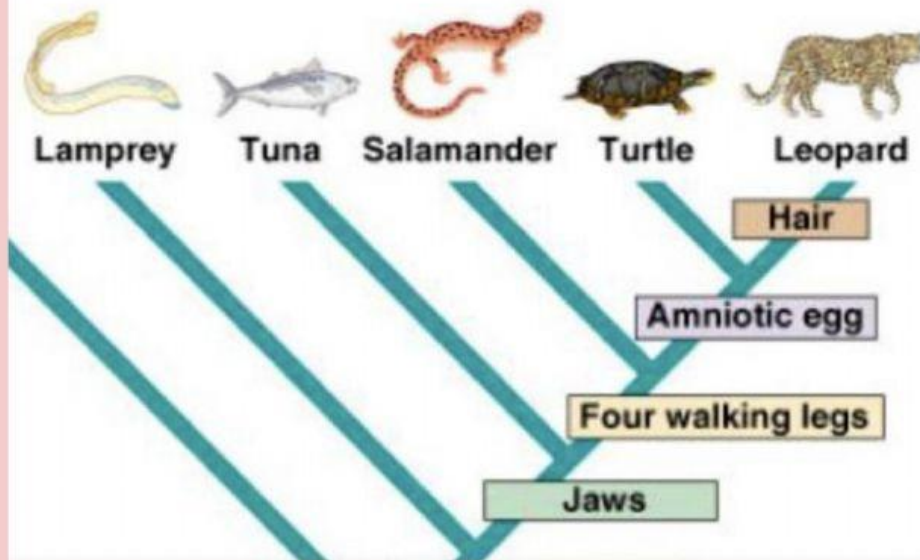 Lamprey Tuna Salamander Turtle Leopard
Hair
Amniotic egg
Four walking legs
Jaws